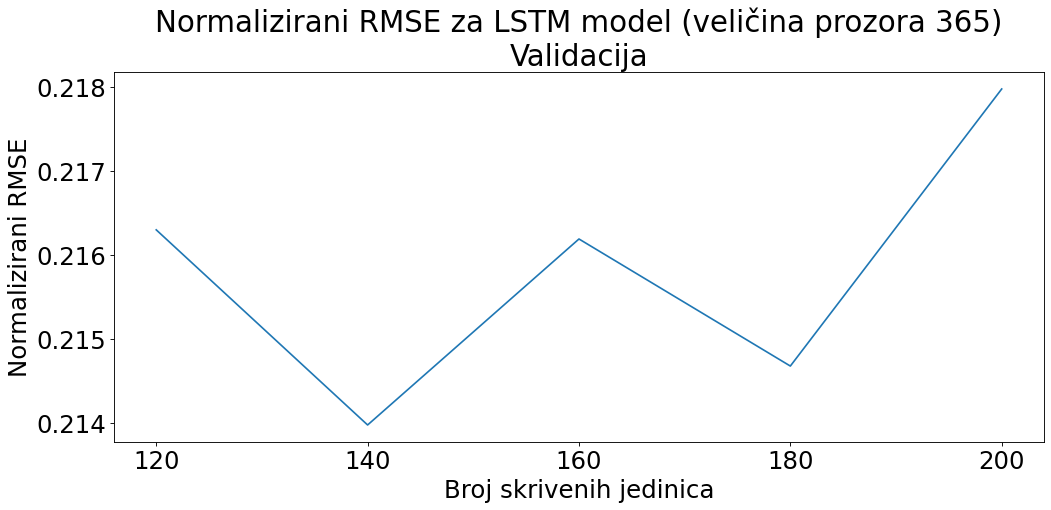 Normalizirani RMSE za LSTM model (veličina prozora 365)
Validacija
Normalizirani RMSE
0.218
0.217
0.216
0.215
0.214
120 140 160 180 200
Broj skrivenih jedinica